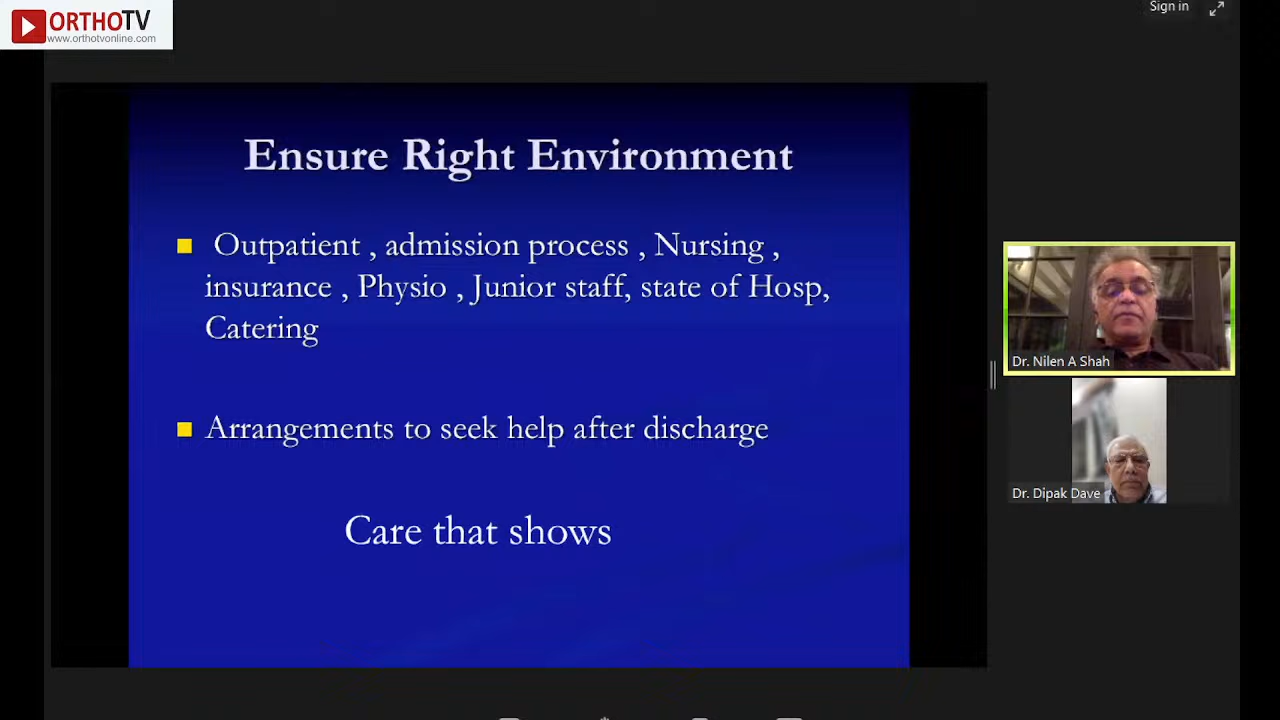 ORTHOTV
www.orthotvonline.com
Sign in
Ensure Right Environment
Outpatient , admission process , Nursing ,
insurance , Physio , Junior staff, state of Hosp,
Catering
Arrangements to seek help after discharge
Care that shows
Dr. Nilen A Shah
Dr. Dipak Dave